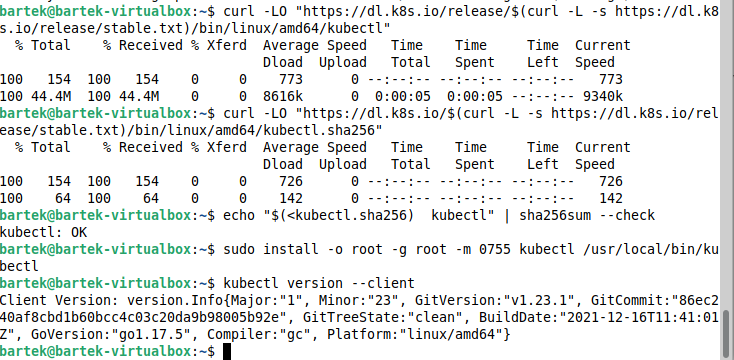 bartek@bartek-virtualbox:~$ curl -LO "https://dl.k8s.io/release/$(curl -L -s https://dl.k8
s.io/release/stable.txt)/bin/linux/amd64/kubectl"
  % Total    % Received % Xferd  Average Speed   Time    Time     Time  Current
                                 Dload  Upload   Total   Spent    Left  Speed
100   154  100   154    0     0    773      0 --:--:-- --:--:-- --:--:--   773
100 44.4M  100 44.4M    0     0  8616k      0  0:00:05  0:00:05 --:--:-- 9340k
bartek@bartek-virtualbox:~$ curl -LO "https://dl.k8s.io/$(curl -L -s https://dl.k8s.io/rel
ease/stable.txt)/bin/linux/amd64/kubectl.sha256"
  % Total    % Received % Xferd  Average Speed   Time    Time     Time  Current
                                 Dload  Upload   Total   Spent    Left  Speed
100   154  100   154    0     0    726      0 --:--:-- --:--:-- --:--:--   726
100    64  100    64    0     0    142      0 --:--:-- --:--:-- --:--:--   142
bartek@bartek-virtualbox:~$ echo "$(<kubectl.sha256)  kubectl" | sha256sum --check
kubectl: OK
bartek@bartek-virtualbox:~$ sudo install -o root -g root -m 0755 kubectl /usr/local/bin/ku
bectl
bartek@bartek-virtualbox:~$ kubectl version --client
Client Version: version.Info{Major:"1", Minor:"23", GitVersion:"v1.23.1", GitCommit:"86ec2
40af8cbd1b60bcc4c03c20da9b98005b92e", GitTreeState:"clean", BuildDate:"2021-12-16T11:41:01
Z", GoVersion:"go1.17.5", Compiler:"gc", Platform:"linux/amd64"}
bartek@bartek-virtualbox:~$